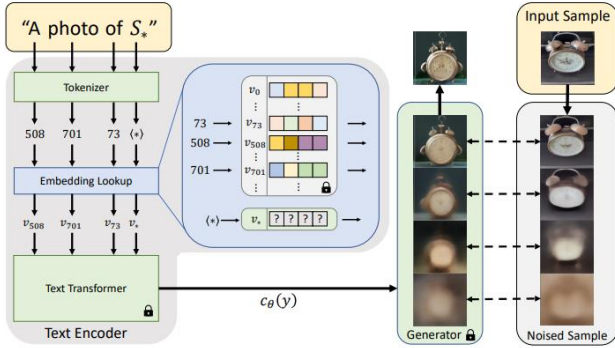 “A photo of S*”
Input Sample
Tokenizer
508 701 73 ⟨*⟩
Embedding Lookup
v508 v701 v73 v*
Text Transformer
Text Encoder
v0
⋮ ⋮
73 v73
508 v508
⋮ ⋮
701 v701
⋮ ⋮
⟨*⟩ v* ? ? ? ?
cθ(y)
Generator
Noised Sample